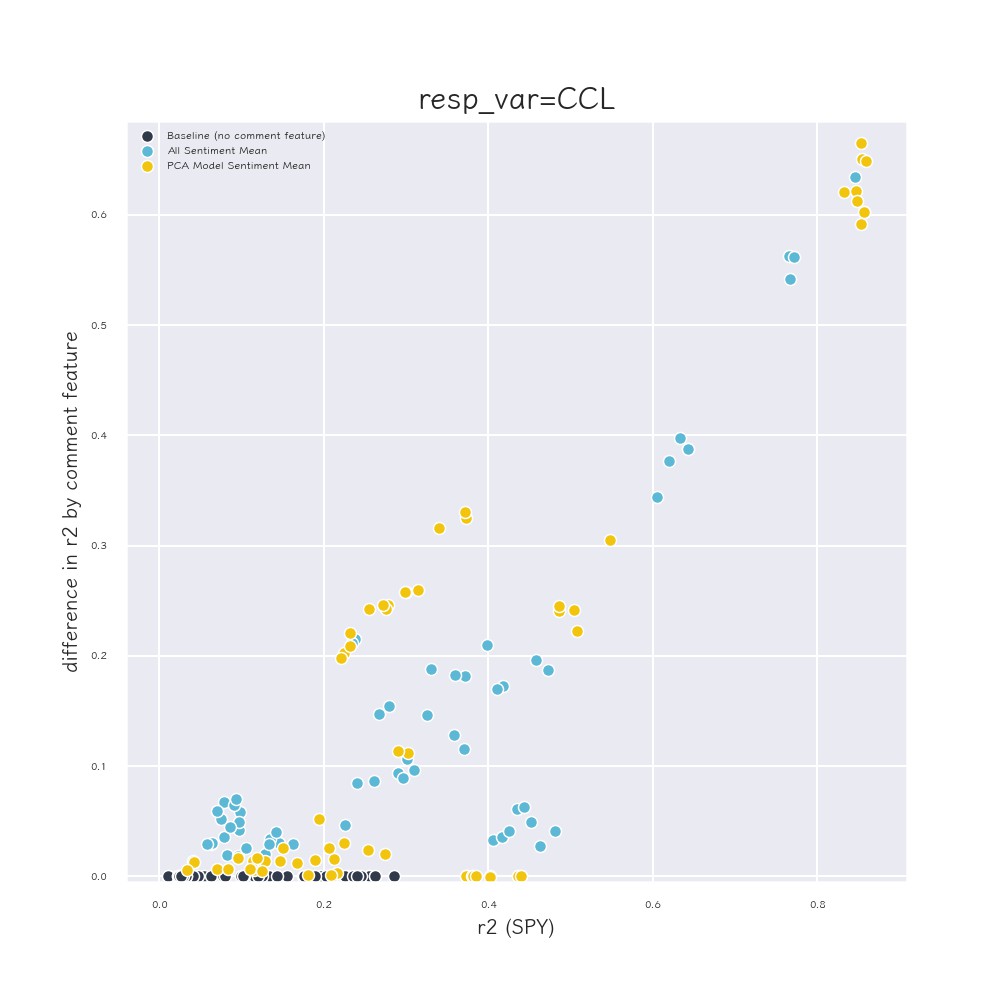 resp_var=CCL
Baseline (no comment feature)
All Sentiment Mean
PCA Model Sentiment Mean
0.6
0.5
0.4
0.3
0.2
0.1
0.0
difference in r2 by comment feature
0.0
0.2
0.4
0.6
0.8
r2 (SPY)